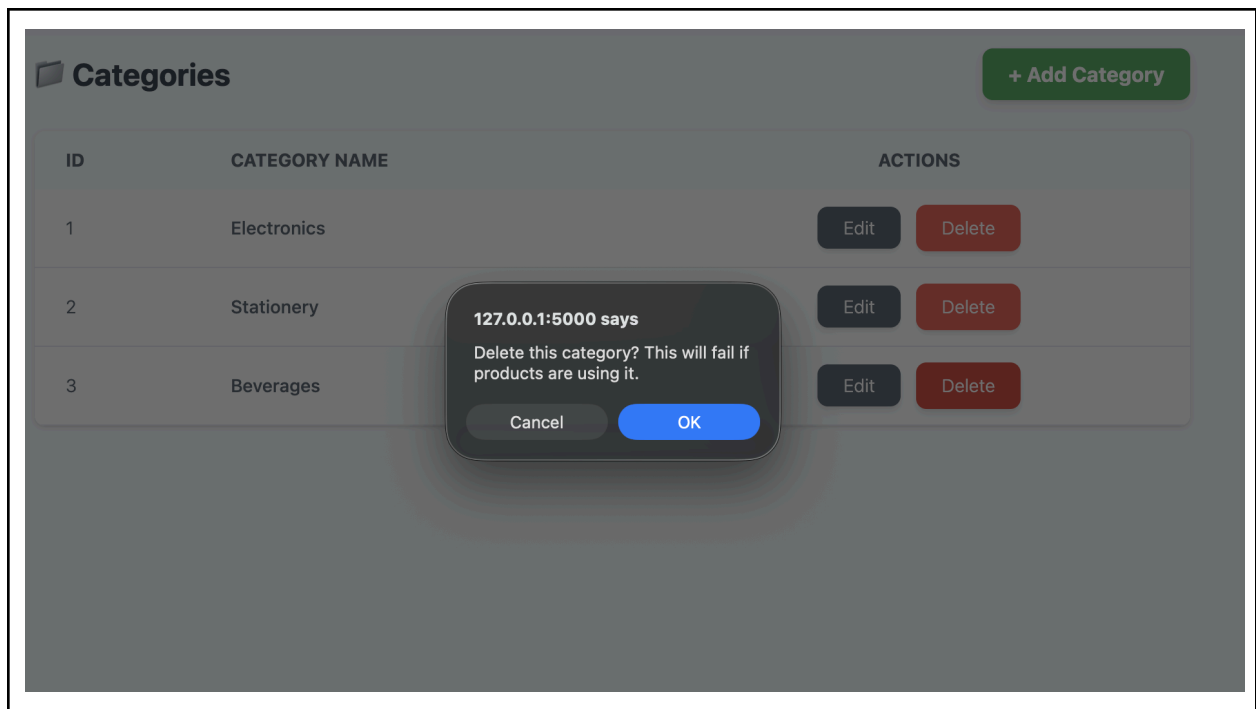 Categories
+ Add Category
ID CATEGORY NAME ACTIONS
1 Electronics Edit Delete
2 Stationery Edit Delete
3 Beverages Edit Delete
127.0.0.1:5000 says
Delete this category? This will fail if
products are using it.
Cancel OK